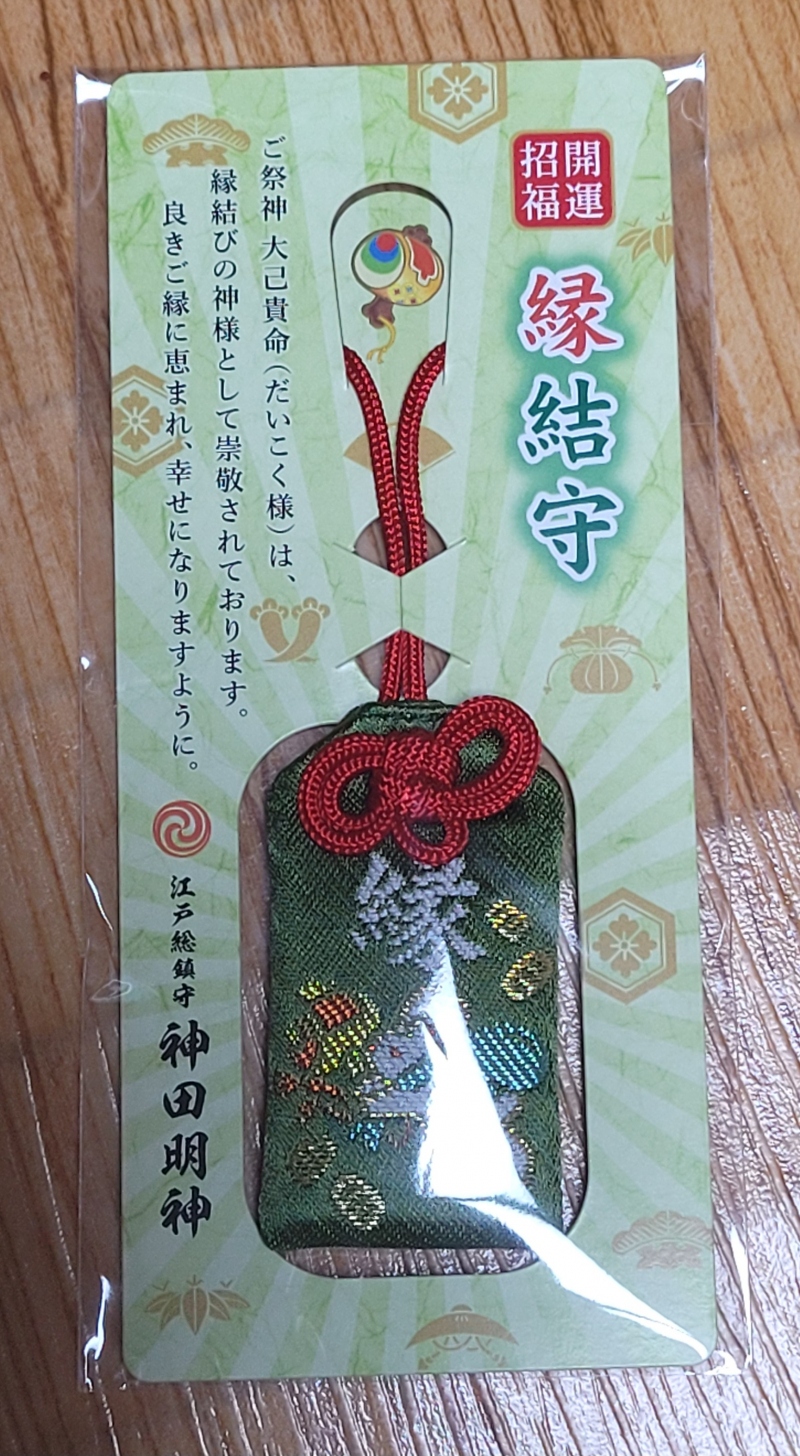 開運
招福
縁結守
ご祭神 大己貴命（だいこく様）は、
縁結びの神様として崇敬されております。
良きご縁に恵まれ、幸せになりますように。
江戸総鎮守 神田明神
縁